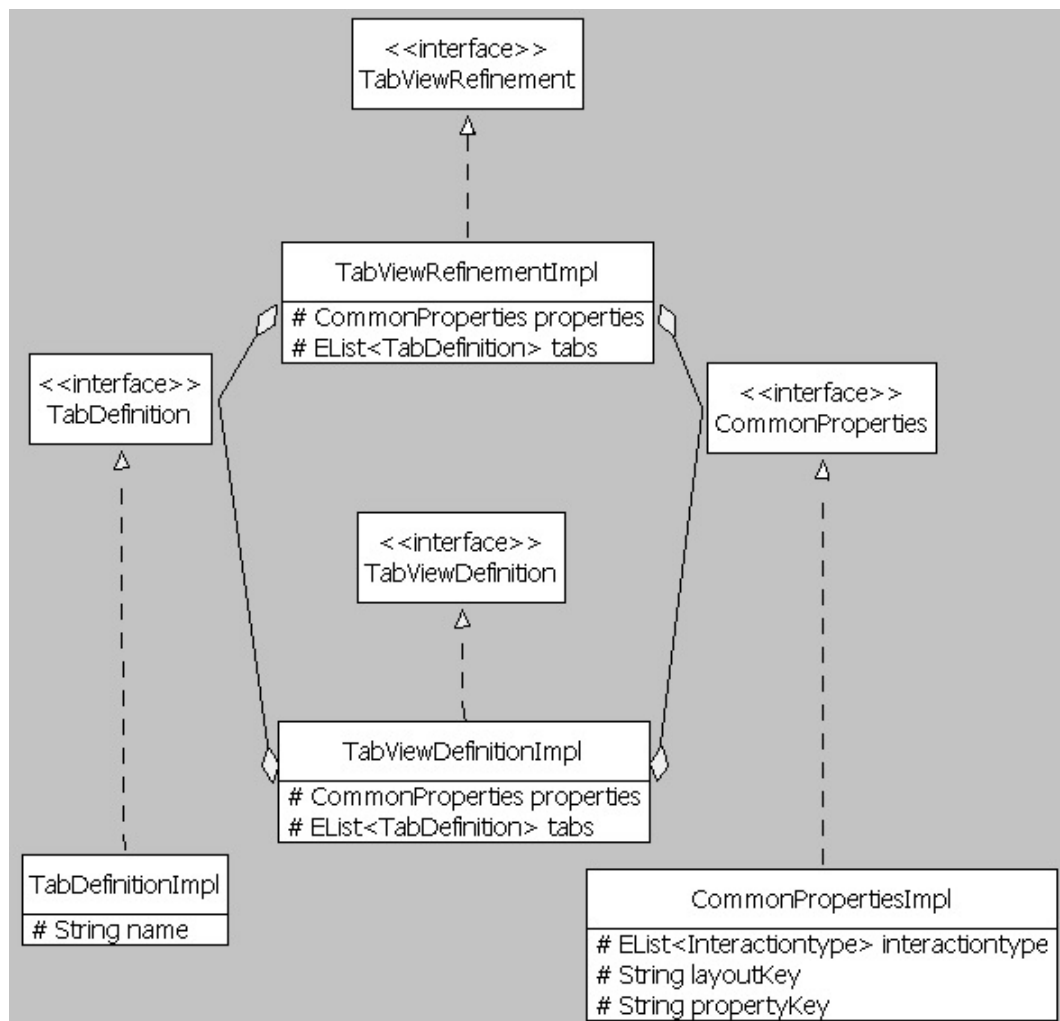 <<interface>>
TabViewRefinement
TabViewRefinementImpl
# CommonProperties properties
# EList<TabDefinition> tabs
<<interface>>
TabDefinition
<<interface>>
CommonProperties
<<interface>>
TabViewDefinition
TabViewDefinitionImpl
# CommonProperties properties
# EList<TabDefinition> tabs
TabDefinitionImpl
# String name
CommonPropertiesImpl
# EList<Interactiontype> interactiontype
# String layoutKey
# String propertyKey